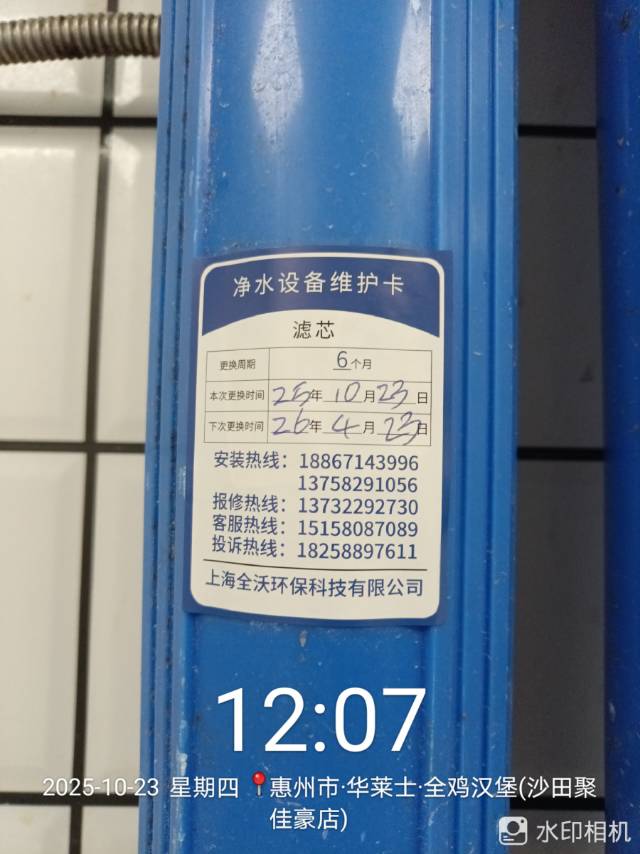 净水设备维护卡
滤芯
更换周期 6个月
本次更换时间 25年10月23日
下次更换时间 26年4月23日
安装热线：18867143996
13758291056
报修热线：13732292730
客服热线：15158087089
投诉热线：18258897611
上海全沃环保科技有限公司
12:07
2025-10-23 星期四 惠州市·华莱士·全鸡汉堡(沙田聚
佳豪店)
水印相机